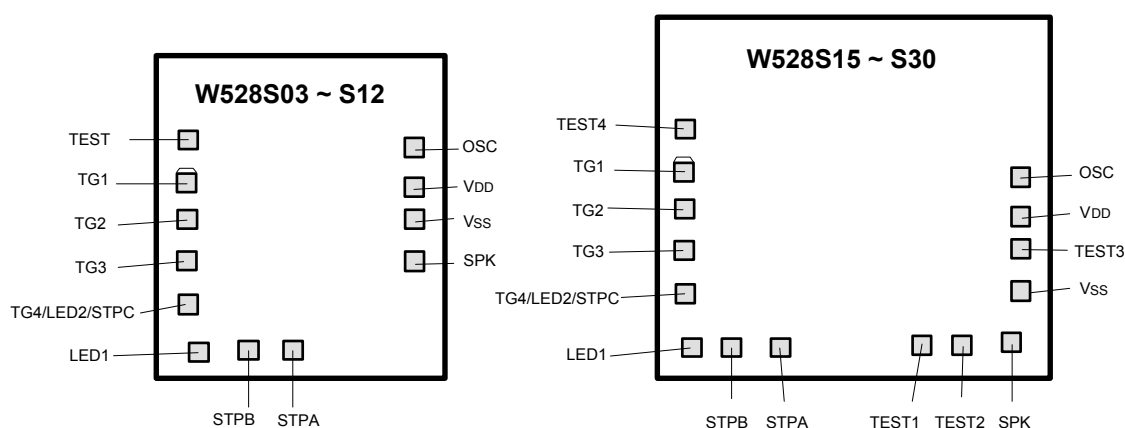 W528S03 ~ S12
TEST
OSC
TG1
VDD
TG2
VSS
TG3
SPK
TG4/LED2/STPC
LED1
STPB STPA
W528S15 ~ S30
TEST4
TG1
OSC
TG2
VDD
TG3
TEST3
TG4/LED2/STPC
VSS
LED1
STPB STPA TEST1 TEST2 SPK